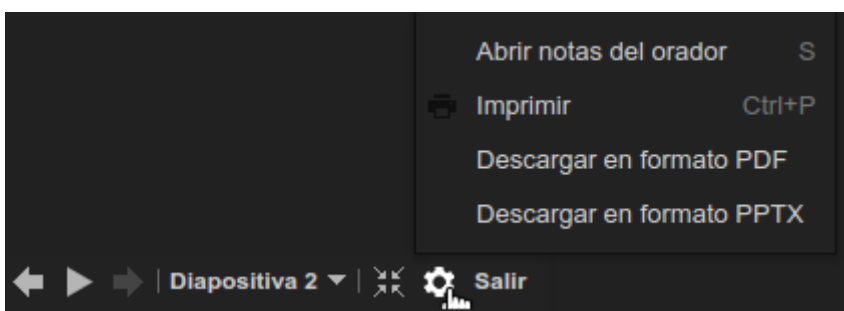 Abrir notas del orador S
Imprimir Ctrl+P
Descargar en formato PDF
Descargar en formato PPTX
Diapositiva 2 Salir